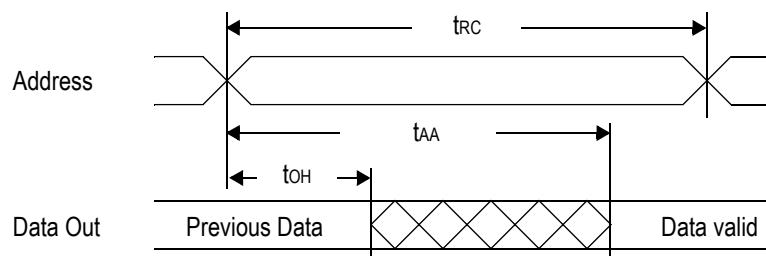 tRC
Address
tAA
tOH
Data Out Previous Data Data valid